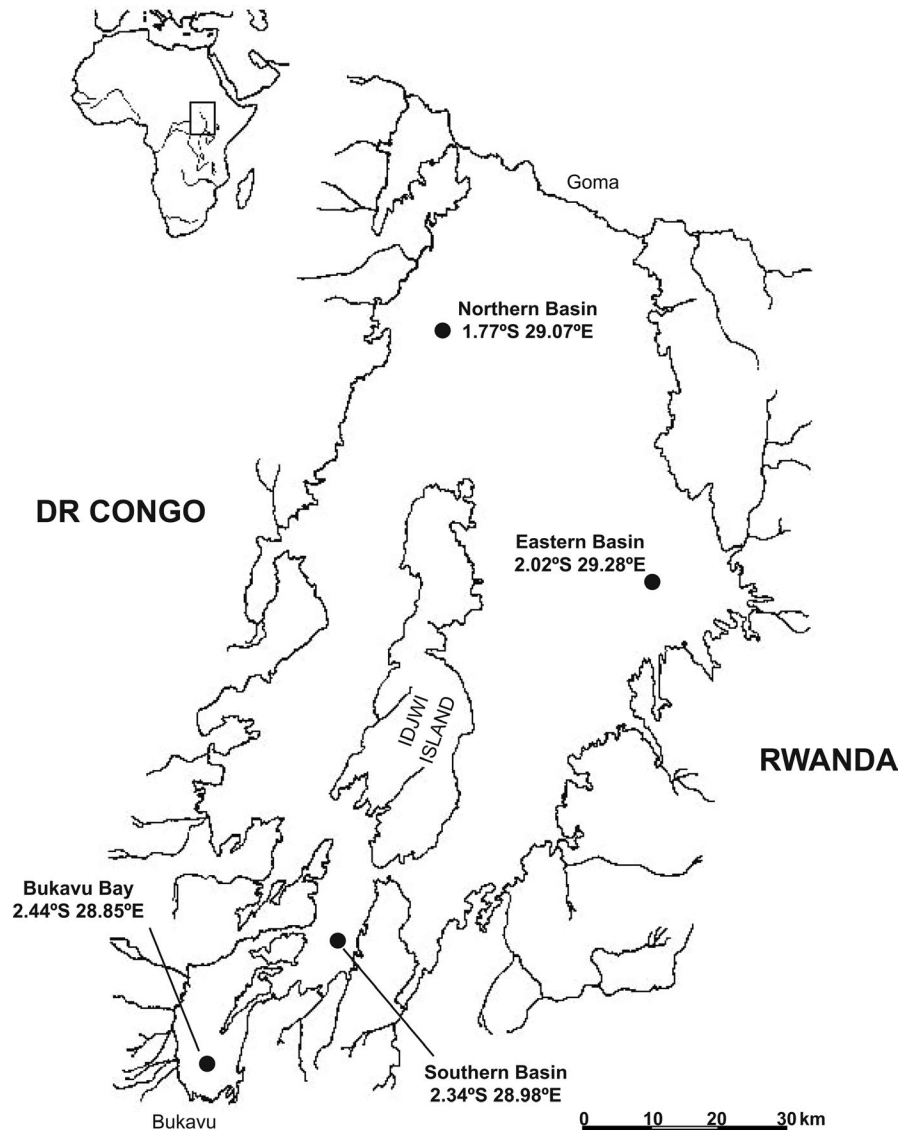 Goma
Northern Basin
1.77ºS 29.07ºE
DR CONGO
Eastern Basin
2.02ºS 29.28ºE
IDJWI
ISLAND
RWANDA
Bukavu Bay
2.44ºS 28.85ºE
Southern Basin
2.34ºS 28.98ºE
Bukavu
0 10 20 30 km